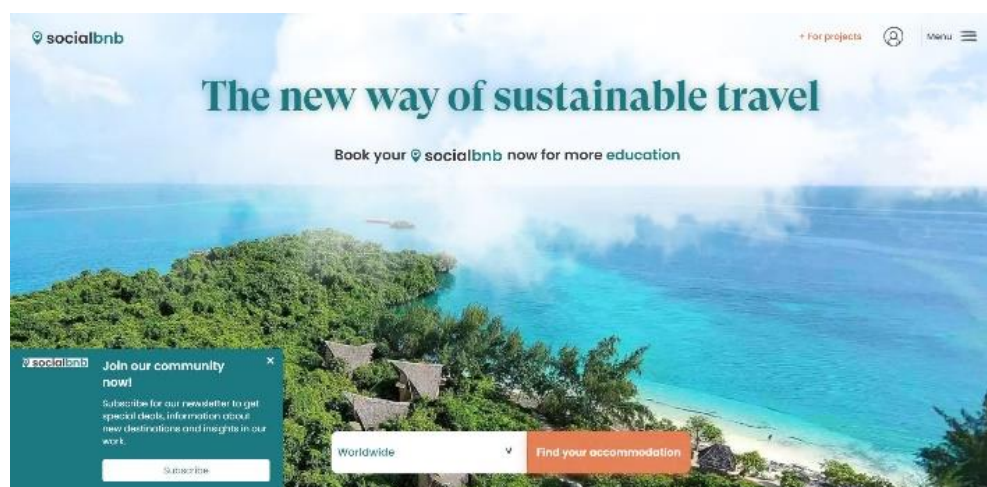 socialbnb
+ For projects
Menu
The new way of sustainable travel
Book your socialbnb now for more education
socialbnb
Join our community
now!
Subscribe for our newsletter to get
special deals, information about
new destinations and insights in our
work.
Subscribe
Worldwide
Find your accommodation